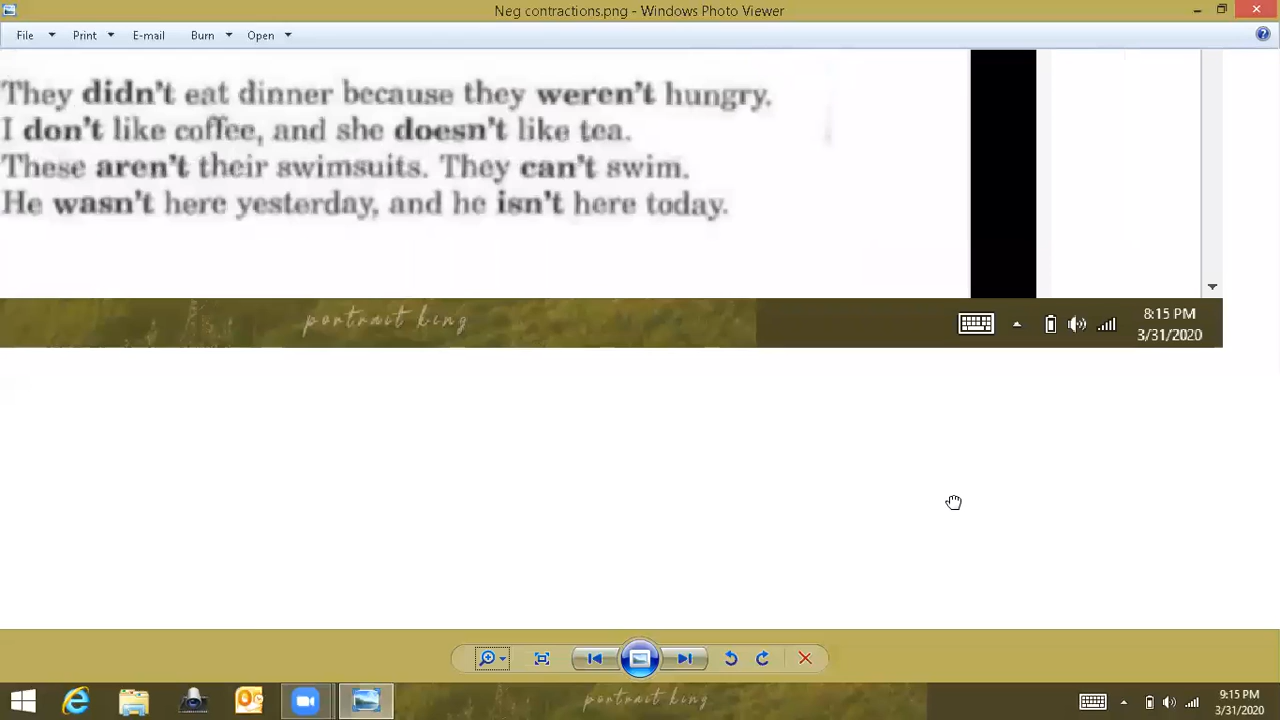 Neg contractions.png - Windows Photo Viewer
File Print E-mail Burn Open
They didn't eat dinner because they weren't hungry.
I don't like coffee, and she doesn't like tea.
These aren't their swimsuits. They can't swim.
He wasn't here yesterday, and he isn't here today.
portrait king
8:15 PM
3/31/2020
portrait king
9:15 PM
3/31/2020